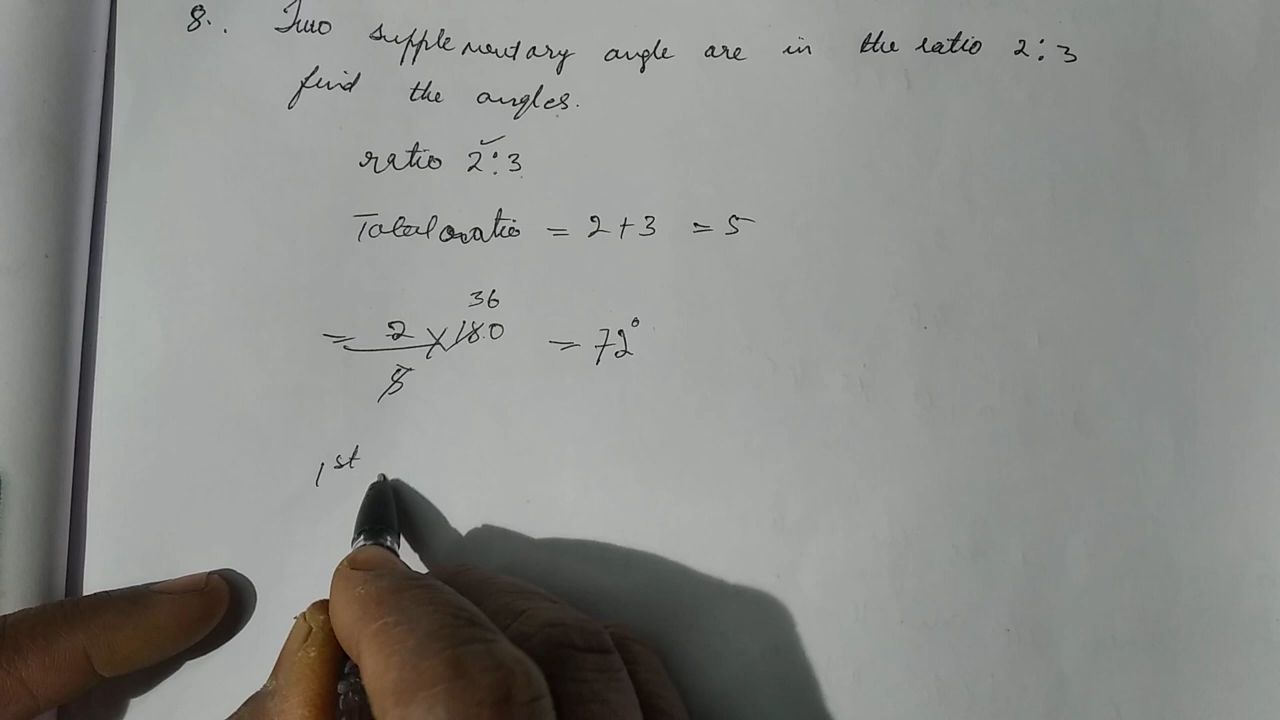 8. Two supplementary angle are in the ratio 2:3
find the angles.
ratio 2:3
Total ratio = 2+3 = 5
36
= 2 × 180 = 72°
5
1st